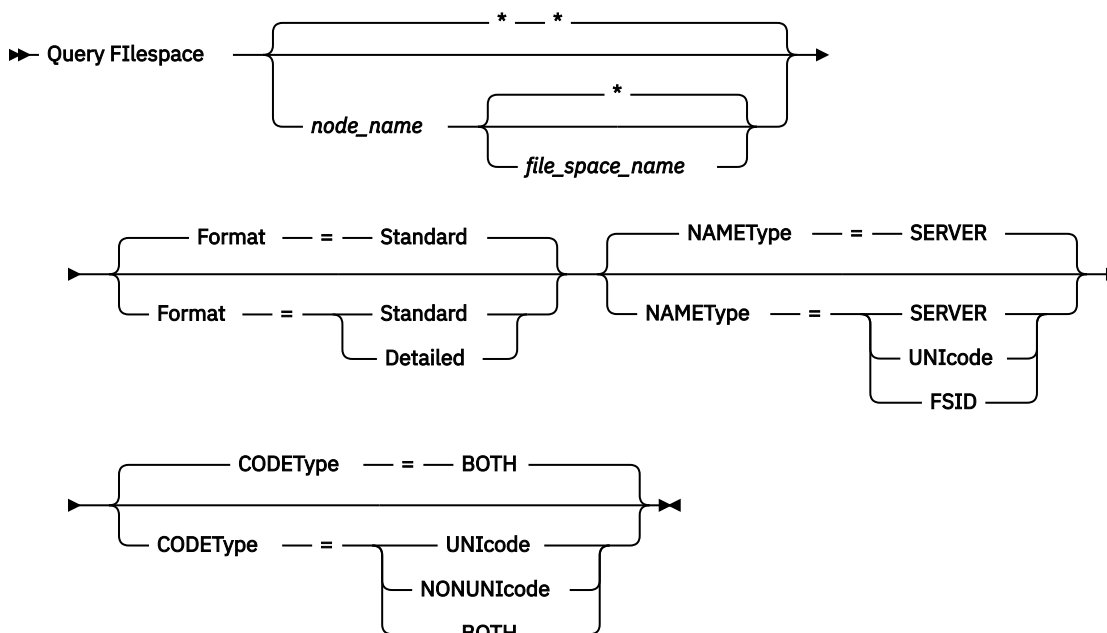 * *
Query FIlespace
*
node_name
file_space_name
Format = Standard
NAMEType = SERVER
Format = Standard
NAMEType = SERVER
Detailed
UNIcode
FSID
CODEType = BOTH
CODEType = UNIcode
NONUNIcode
BOTH